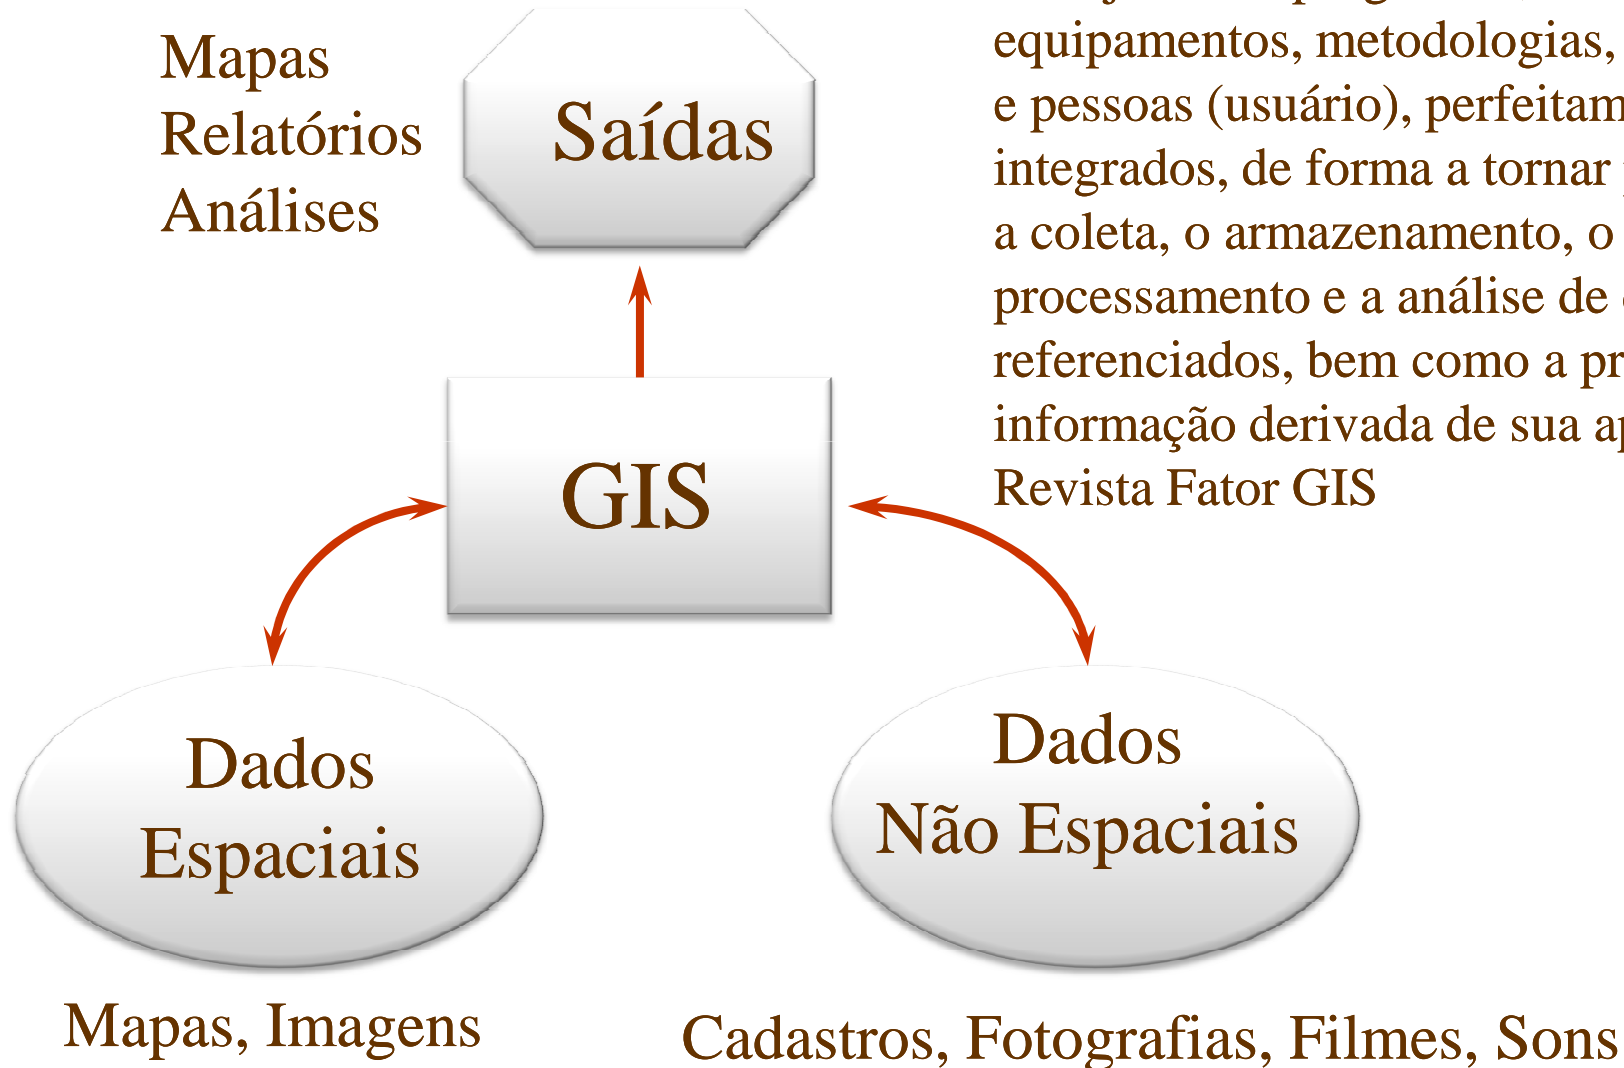 Mapas
Relatórios
Análises
Saídas
equipamentos, metodologias,
e pessoas (usuário),
integrados, de forma a tornar
a coleta, o armazenamento, o
processamento e a análise de
referenciados, bem como a
informação derivada de sua
Revista Fator GIS
GIS
Dados
Espaciais
Dados
Não Espaciais
Mapas, Imagens
Cadastros, Fotografias, Filmes, Sons